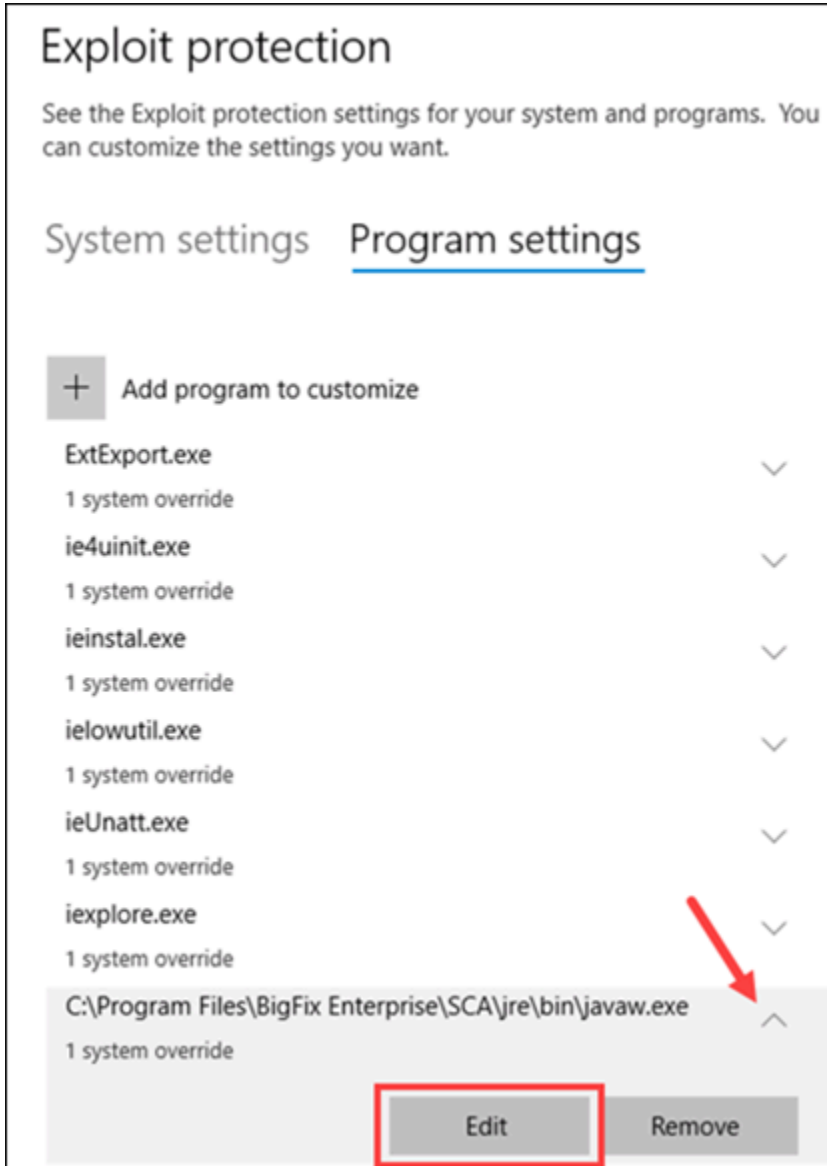 Exploit protection
See the Exploit protection settings for your system and programs.  You
can customize the settings you want.
System settings
Program settings
+
Add program to customize
ExtExport.exe
1 system override
ie4uinit.exe
1 system override
ieinstal.exe
1 system override
ielowutil.exe
1 system override
ieUnatt.exe
1 system override
iexplore.exe
1 system override
C:\Program Files\BigFix Enterprise\SCA\jre\bin\javaw.exe
1 system override
Edit
Remove